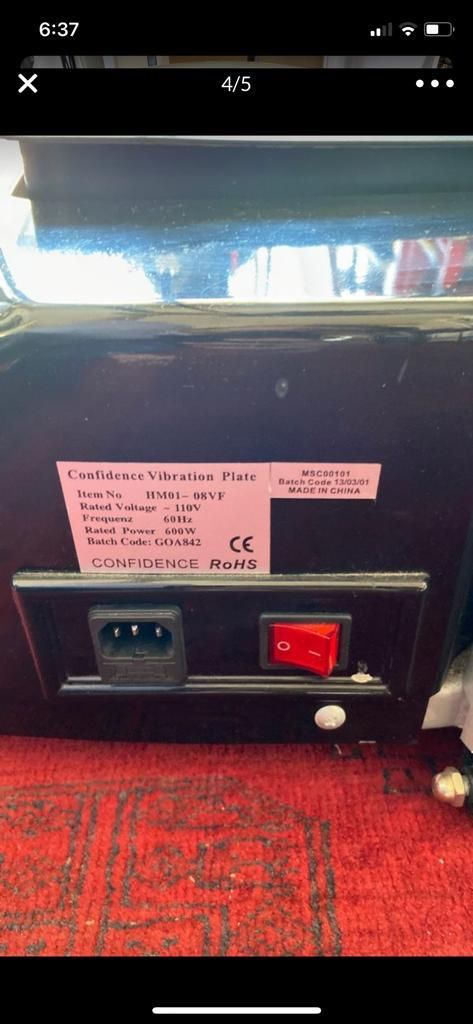 6:37
4/5
Confidence Vibration Plate
Item No HM01-08VF
Rated Voltage ~ 110V
Frequenz 60Hz
Rated Power 600W
Batch Code: GOA842
CE
CONFIDENCE RoHS
MSC00101
Batch Code 13/03/01
MADE IN CHINA
O —